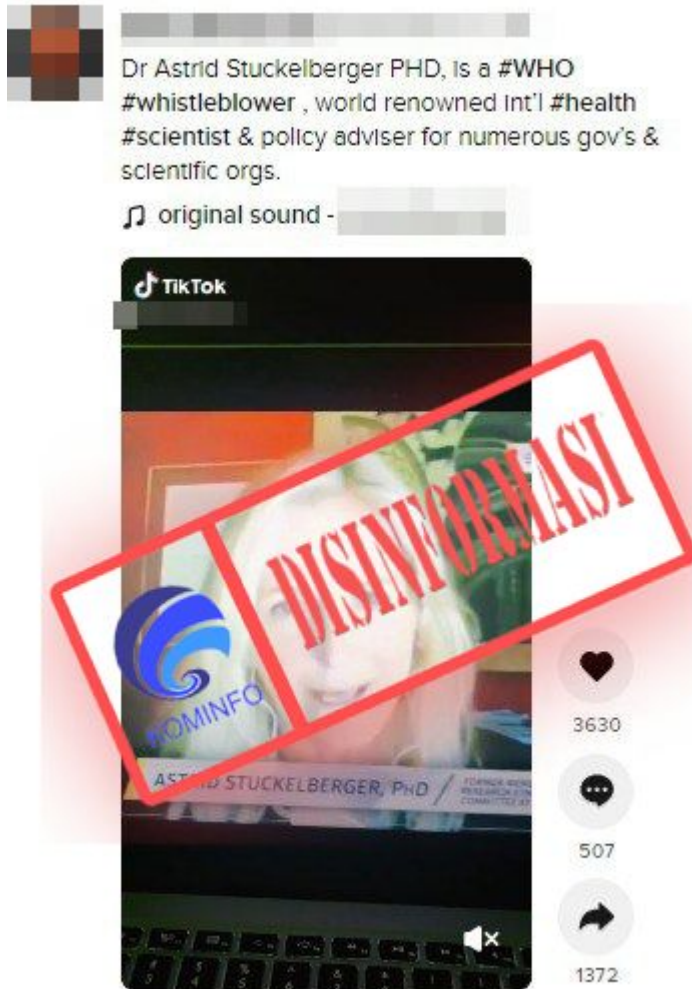 Dr Astrid Stuckelberger PHD, is a #WHO
#whistleblower , world renowned int'l #health
#scientist & policy adviser for numerous gov's &
scientific orgs.
original sound -
TikTok
DISINFORMASI
KOMINFO
ASTRID STUCKELBERGER, PHD
3630
507
1372